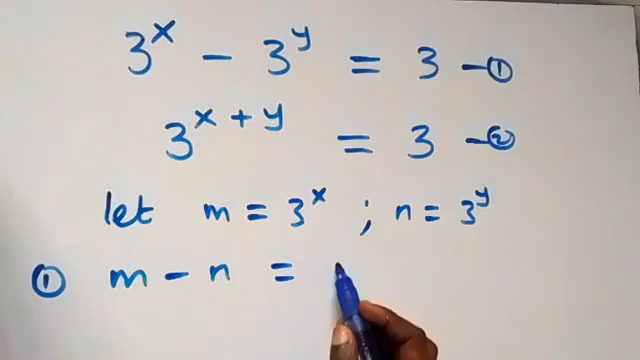 3^x - 3^y = 3 -①
3^{x + y} = 3 -②
let m = 3^x ; n = 3^y
① m - n =